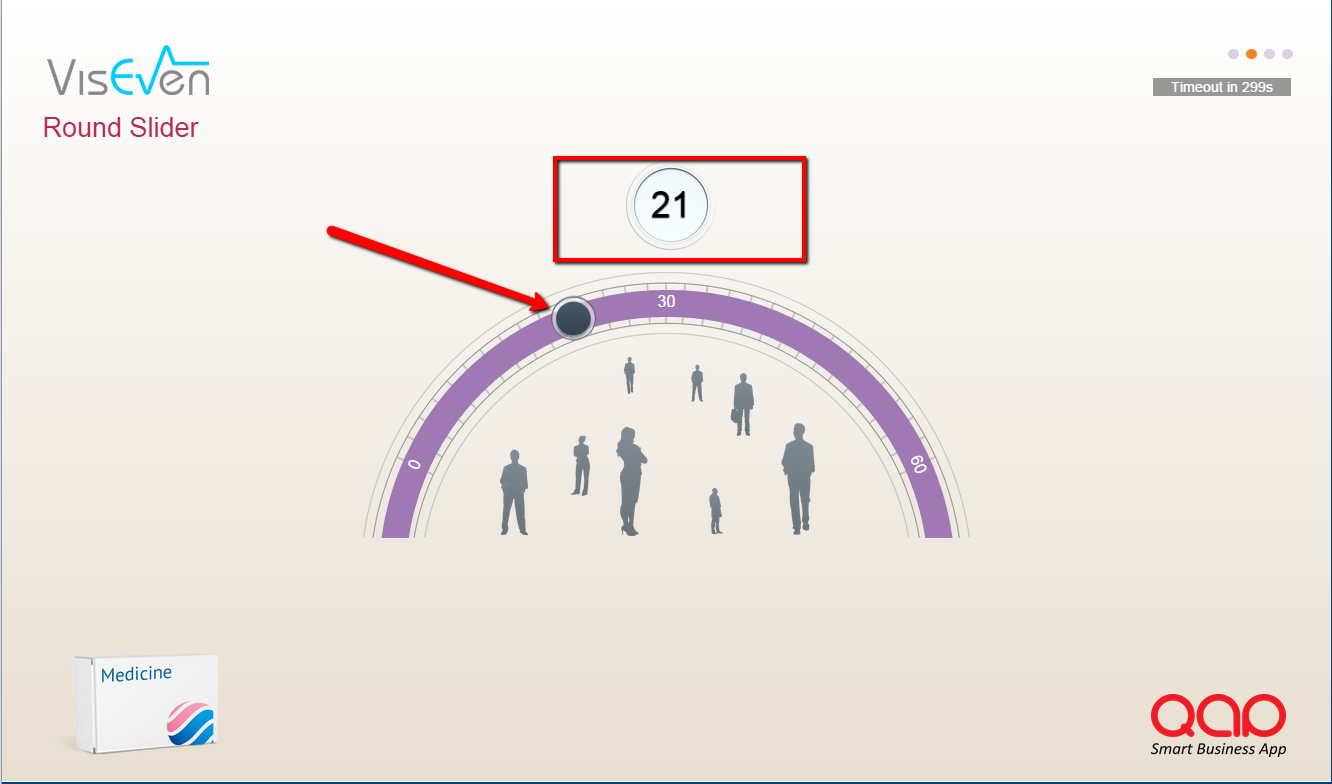 VisEven
Timeout in 299s
Round Slider
21
30
0
60
Medicine
QAP
Smart Business App